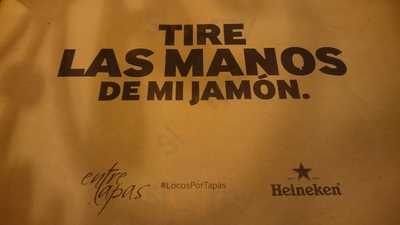 TIRE
LAS MANOS
DE MI JAMÓN.
entre
tapas
#LocosPorTapas
Heineken